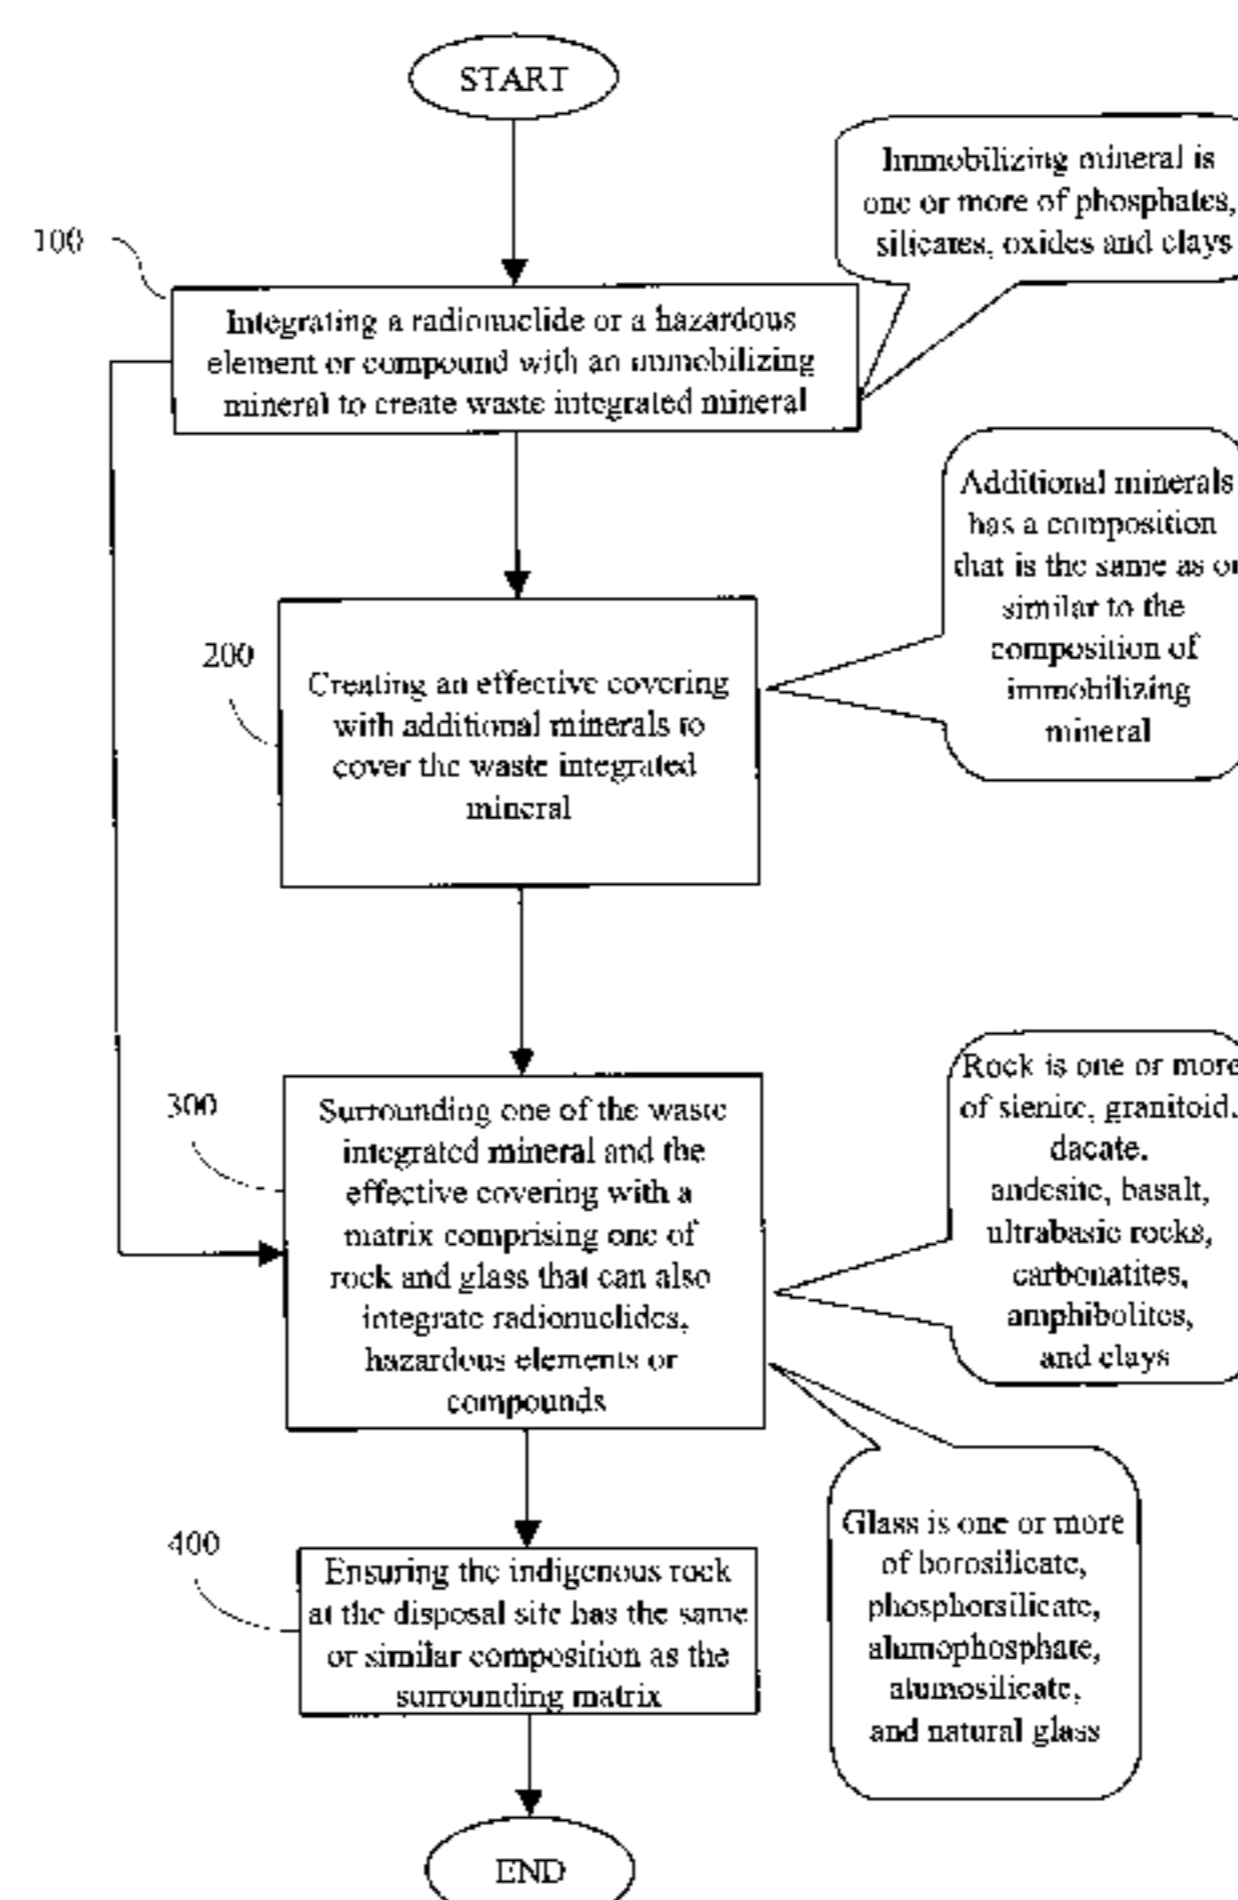 START
Immobilizing mineral is
one or more of phosphates,
silicates, oxides and clays
100
Integrating a radionuclide or a hazardous
element or compound with an immobilizing
mineral to create waste integrated mineral
Additional minerals
has a composition
that is the same as or
similar to the
composition of
immobilizing
mineral
200
Creating an effective covering
with additional minerals to
cover the waste integrated
mineral
Rock is one or more
of sienite, granitoid,
dacate,
andesite, basalt,
ultrabasic rocks,
carbonatites,
amphibolites,
and clays
300
Surrounding one of the waste
integrated mineral and the
effective covering with a
matrix comprising one of
rock and glass that can also
integrate radionuclides,
hazardous elements or
compounds
Glass is one or more
of borosilicate,
phosphorsilicate,
alumophosphate,
alumosilicate,
and natural glass
400
Ensuring the indigenous rock
at the disposal site has the same
or similar composition as the
surrounding matrix
END